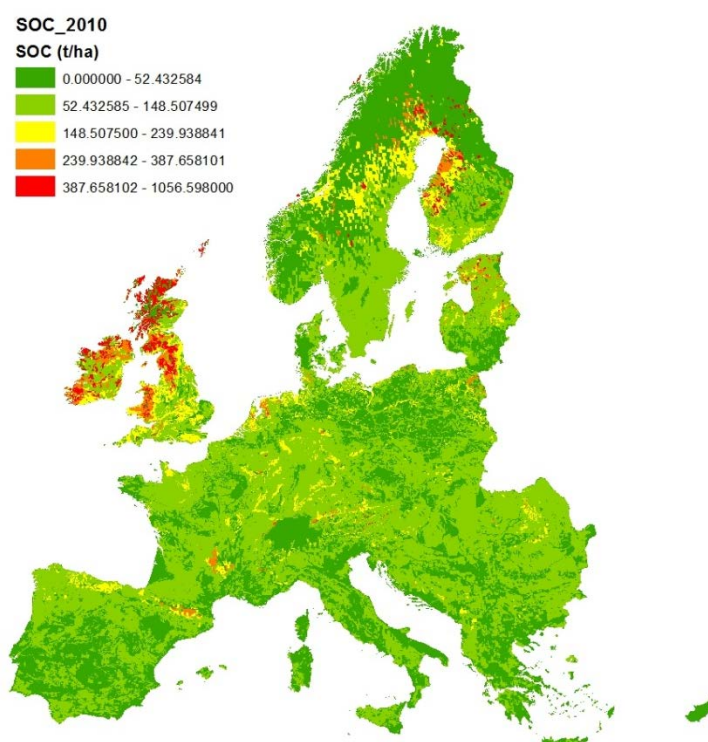 SOC_2010
SOC (t/ha)
0.000000 - 52.432584
52.432585 - 148.507499
148.507500 - 239.938841
239.938842 - 387.658101
387.658102 - 1056.598000